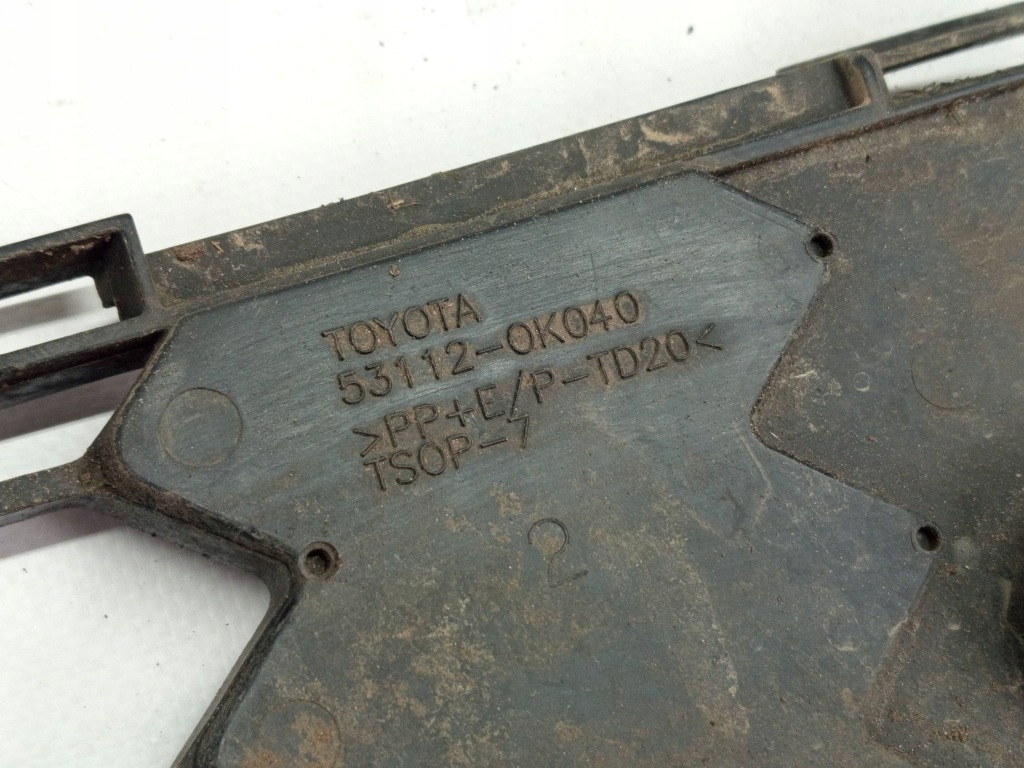 TOYOTA
53112-0K040
>PP+E/P-TD20<
TSOP-7
2